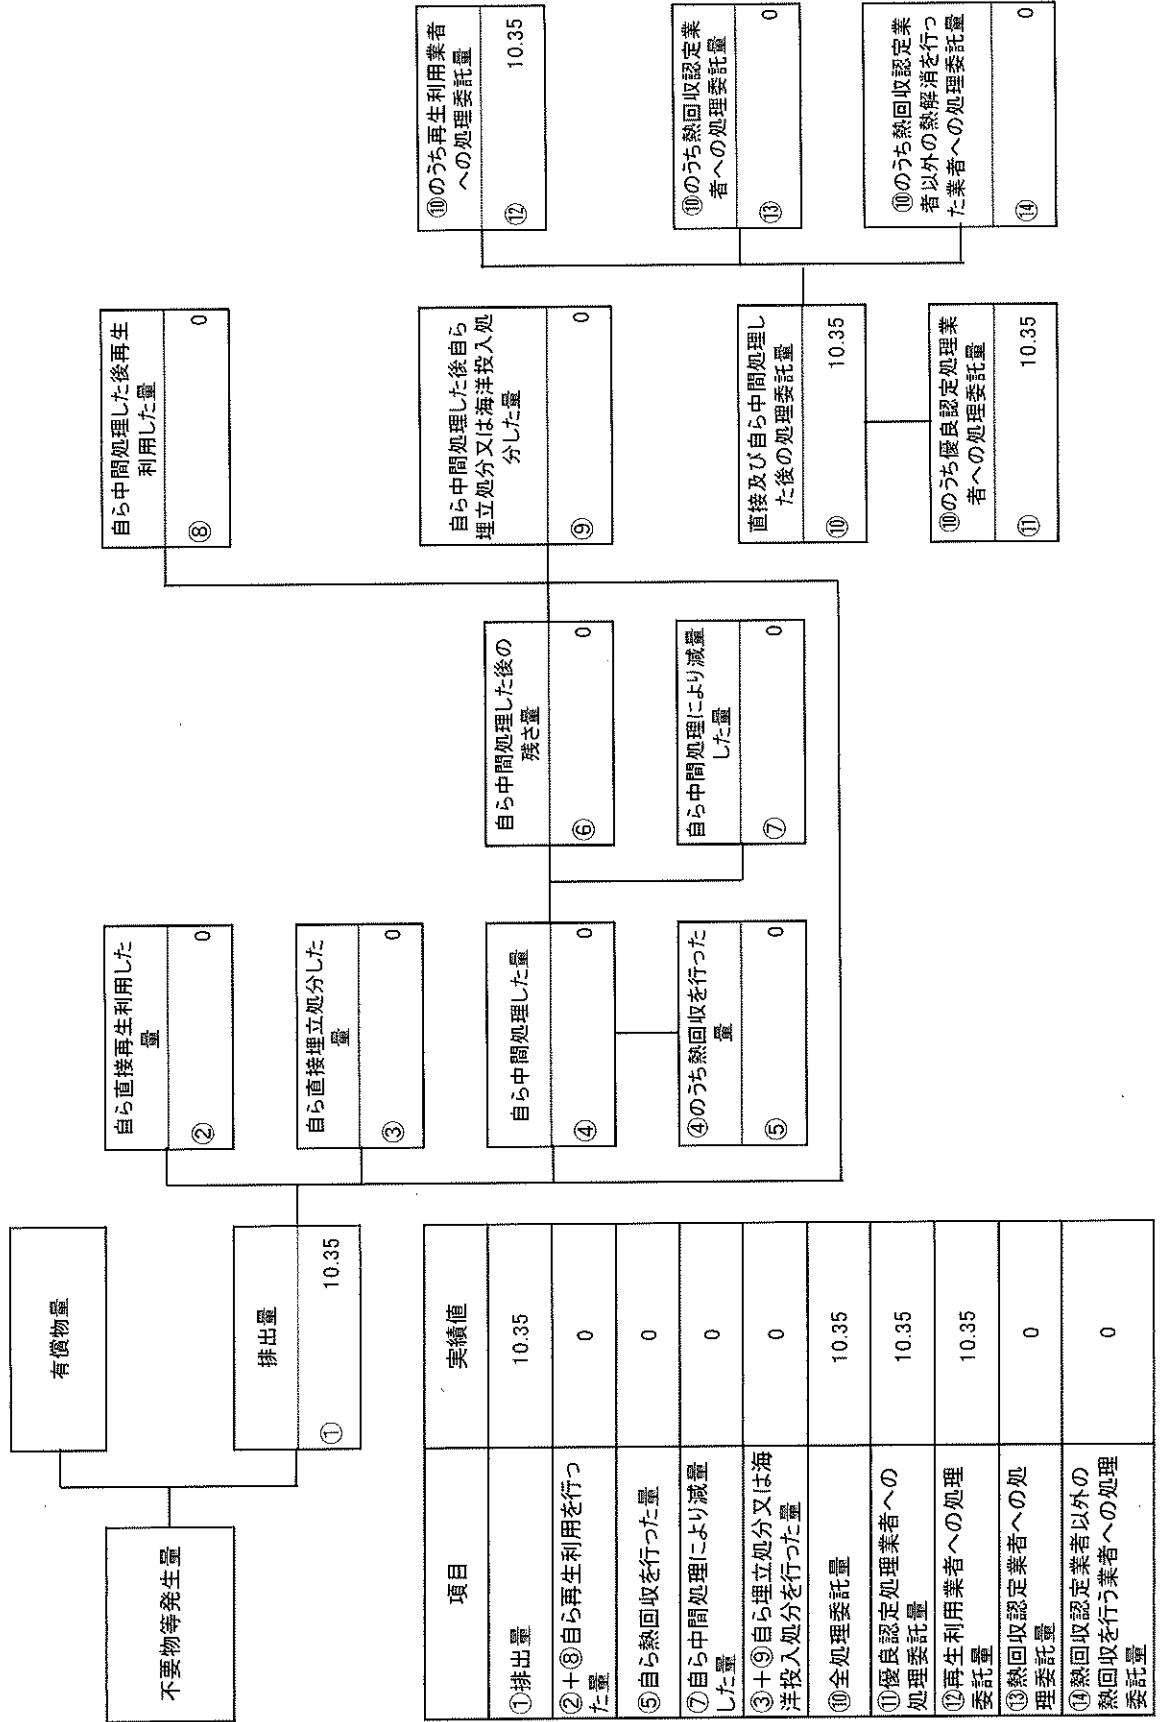 不要物等発生量
有償物量
排出量
① 10.35
自ら直接再生利用した
量
② 0
自ら直接埋立処分した
量
③ 0
自ら中間処理した量
④ 0
④のうち熱回収を行った
量
⑤ 0
自ら中間処理した後の
残さ量
⑥ 0
自ら中間処理により減量
した量
⑦ 0
自ら中間処理した後再生
利用した量
⑧ 0
自ら中間処理した後自ら
埋立処分又は海洋投入処
分した量
⑨ 0
直接及び自ら中間処理し
た後の処理委託量
⑩ 10.35
⑩のうち優良認定処理業
者への処理委託量
⑪ 10.35
⑩のうち再生利用業者
への処理委託量
⑫ 10.35
⑩のうち熱回収認定業
者への処理委託量
⑬ 0
⑩のうち熱回収認定業
者以外の熱解消を行っ
た業者への処理委託量
⑭ 0
項目 実績値
①排出量 10.35
②+⑧自ら再生利用を行っ
た量 0
⑤自ら熱回収を行った量 0
⑦自ら中間処理により減量
した量 0
③+⑨自ら埋立処分又は海
洋投入処分を行った量 0
⑩全処理委託量 10.35
⑪優良認定処理業者への
処理委託量 10.35
⑫再生利用業者への処理
委託量 10.35
⑬熱回収認定業者への処
理委託量 0
⑭熱回収認定業者以外の
熱回収を行う業者への処理
委託量 0